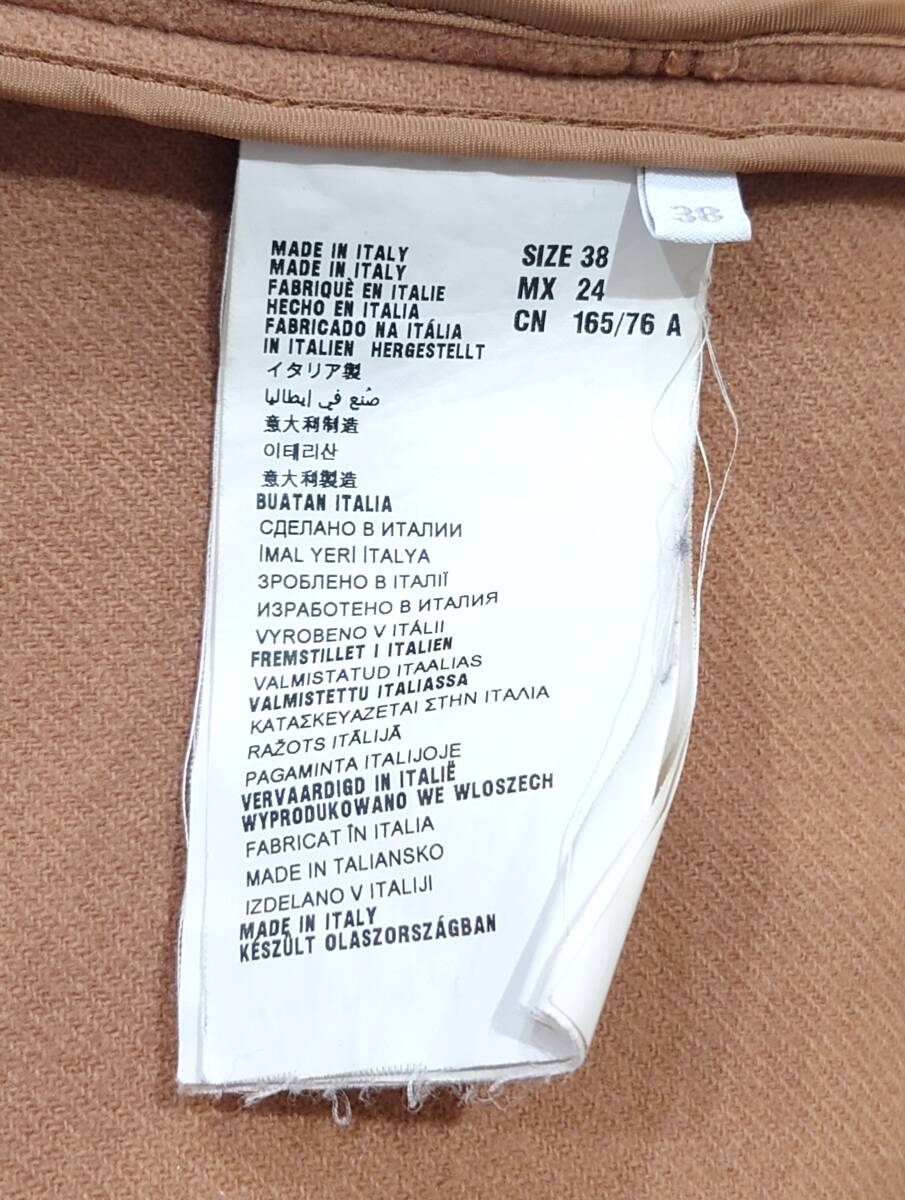 MADE IN ITALY
MADE IN ITALY
FABRIQUÈ EN ITALIE
HECHO EN ITALIA
FABRICADO NA ITÁLIA
IN ITALIEN HERGESTELLT
イタリア製
صُنع في إيطاليا
意大利制造
이태리산
意大利製造
BUATAN ITALIA
СДЕЛАНО В ИТАЛИИ
İMAL YERİ İTALYA
ЗРОБЛЕНО В ІТАЛІЇ
ИЗРАБОТЕНО В ИТАЛИЯ
VYROBENO V ITÁLII
FREMSTILLET I ITALIEN
VALMISTATUD ITAALIAS
VALMISTETTU ITALIASSA
ΚΑΤΑΣΚΕΥΑΖΕΤΑΙ ΣΤΗΝ ΙΤΑΛΙΑ
RAŽOTS ITĀLIJĀ
PAGAMINTA ITALIJOJE
VERVAARDIGD IN ITALIË
WYPRODUKOWANO WE WLOSZECH
FABRICAT ÎN ITALIA
MADE IN TALIANSKO
IZDELANO V ITALIJI
MADE IN ITALY
KÉSZÜLT OLASZORSZÁGBAN
SIZE 38
MX 24
CN 165/76 A
38